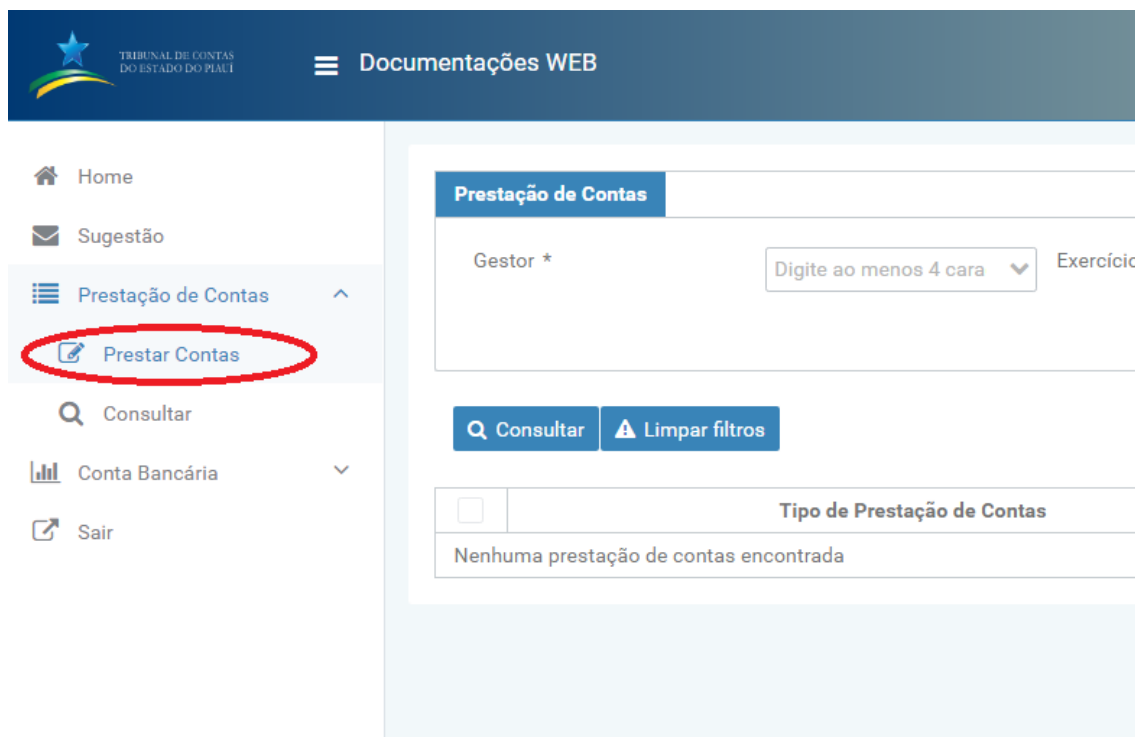 TRIBUNAL DE CONTAS
DO ESTADO DO PIAUÍ
Documentações WEB
Home
Sugestão
Prestação de Contas
Prestar Contas
Consultar
Conta Bancária
Sair
Prestação de Contas
Gestor *
Digite ao menos 4 cara
Exercício
Consultar
Limpar filtros
Tipo de Prestação de Contas
Nenhuma prestação de contas encontrada